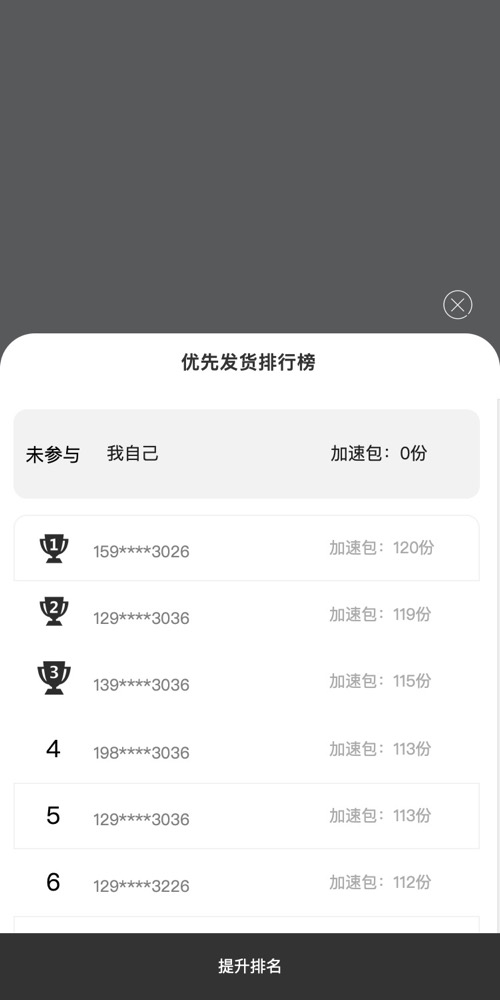 优先发货排行榜
未参与 我自己 加速包：0份
1 159****3026 加速包：120份
2 129****3036 加速包：119份
3 139****3036 加速包：115份
4 198****3036 加速包：113份
5 129****3036 加速包：113份
6 129****3226 加速包：112份
提升排名